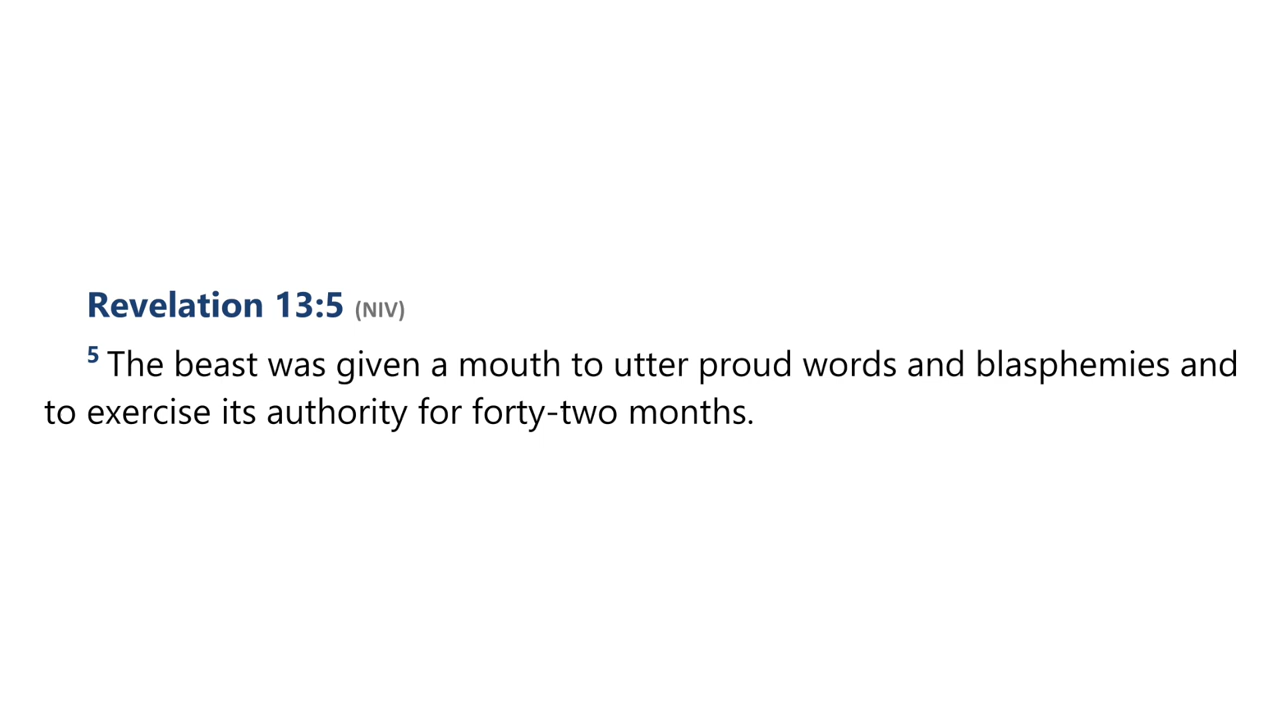 Revelation 13:5 (NIV)
5 The beast was given a mouth to utter proud words and blasphemies and
to exercise its authority for forty-two months.